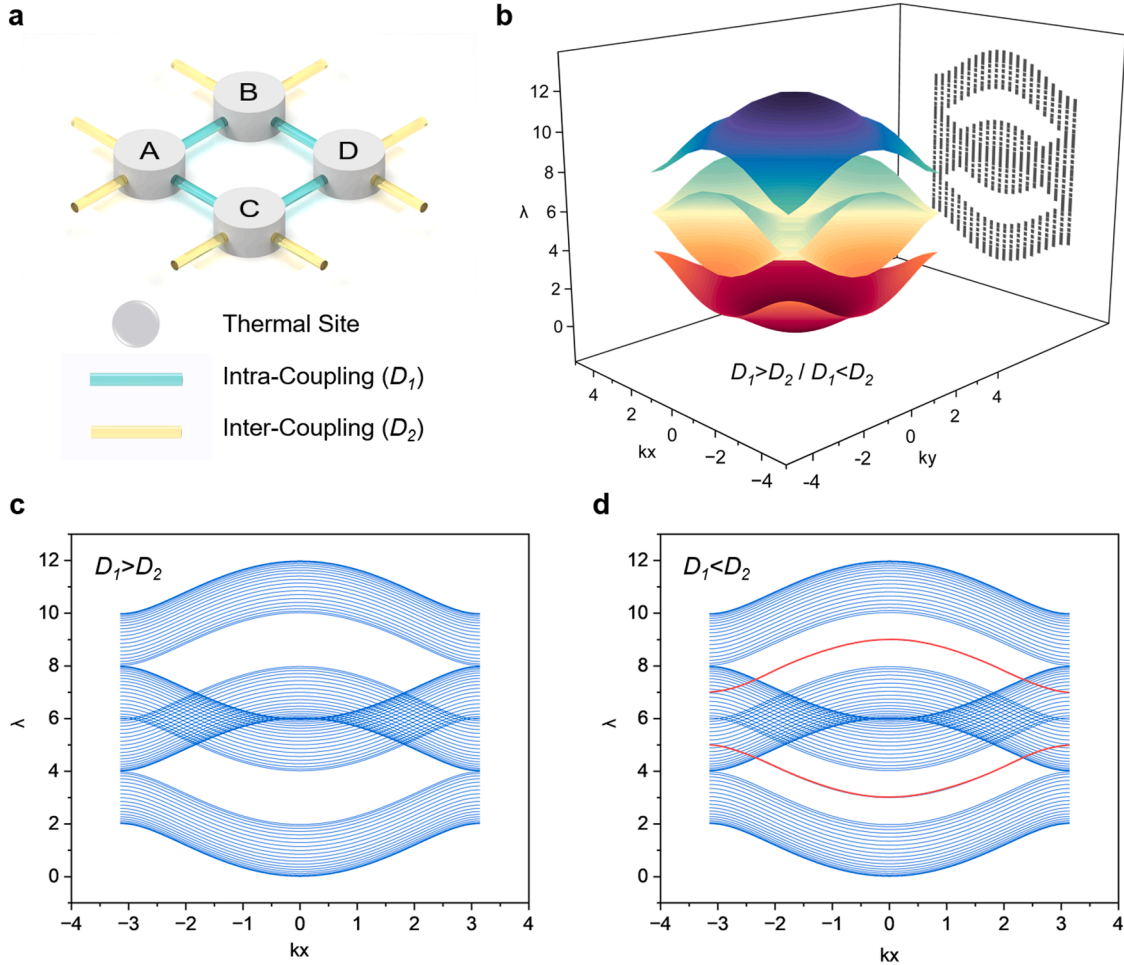 a
B
A
D
C
Thermal Site
Intra-Coupling (D1)
Inter-Coupling (D2)
b
12
10
8
6
4
2
0
λ
D1>D2 / D1<D2
4
2
0
−2
−4
kx
-4
-2
0
2
4
ky
c
D1>D2
12
10
8
6
4
2
0
λ
−4 −3 −2 −1 0 1 2 3 4
kx
d
D1<D2
12
10
8
6
4
2
0
λ
−4 −3 −2 −1 0 1 2 3 4
kx